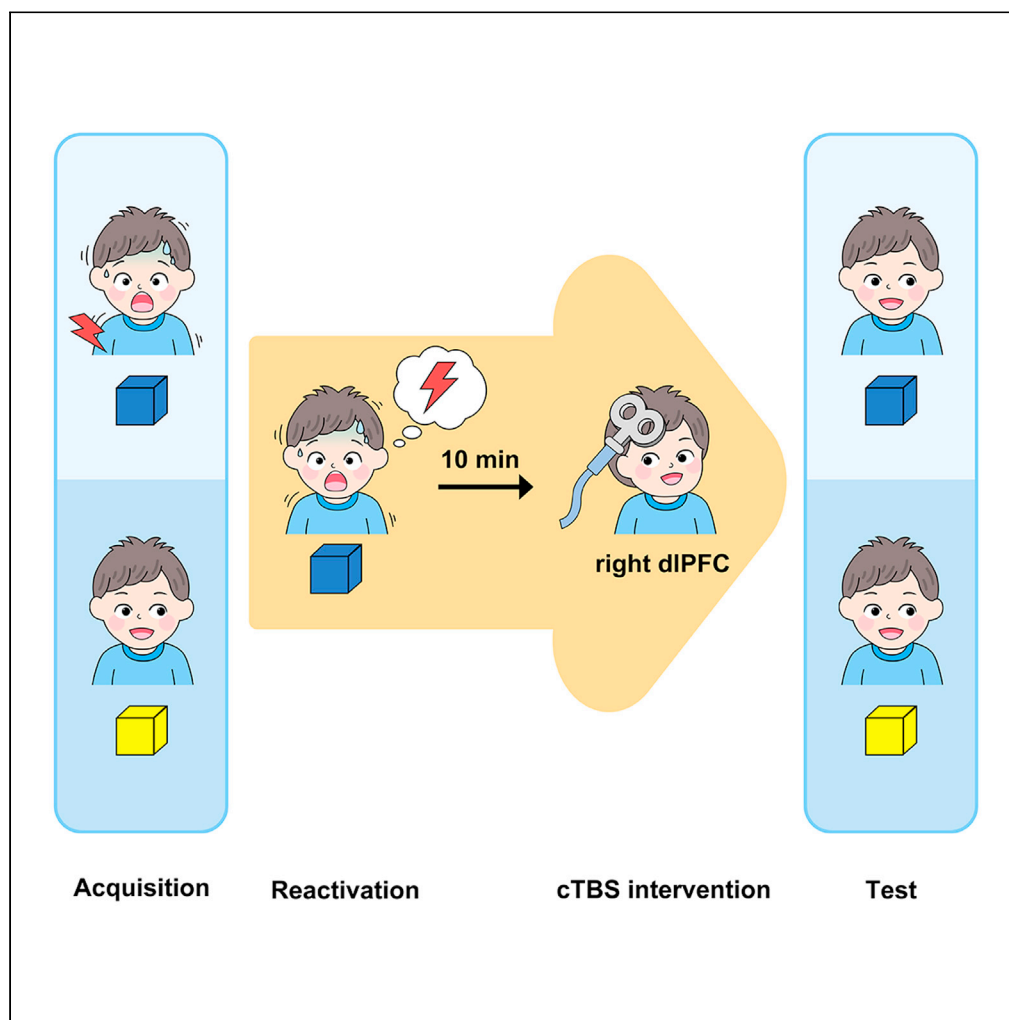 10 min
right dlPFC
Acquisition
Reactivation
cTBS intervention
Test